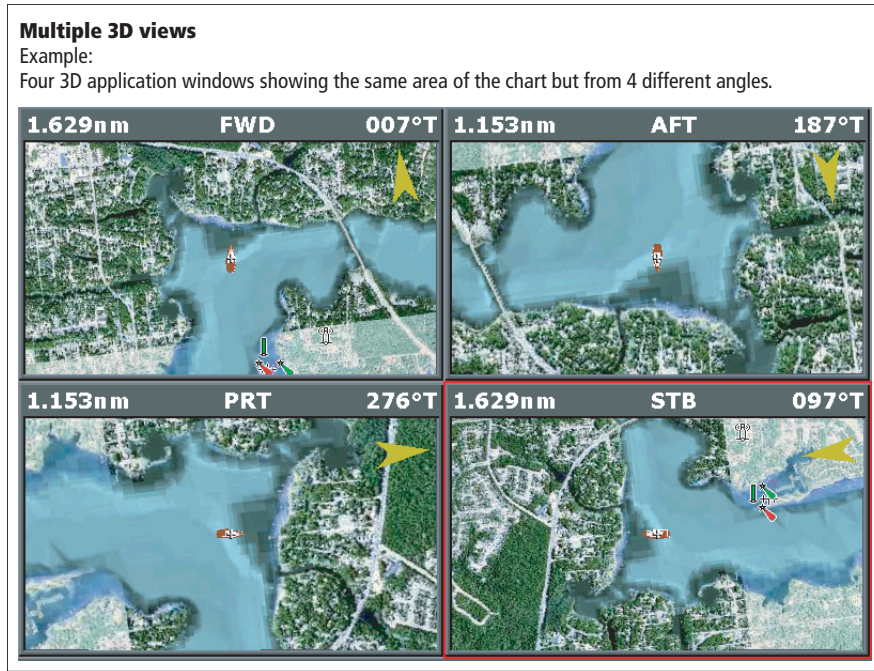 Multiple 3D views
Example:
Four 3D application windows showing the same area of the chart but from 4 different angles.
1.629nm FWD 007°T
1.153nm AFT 187°T
1.153nm PRT 276°T
1.629nm STB 097°T